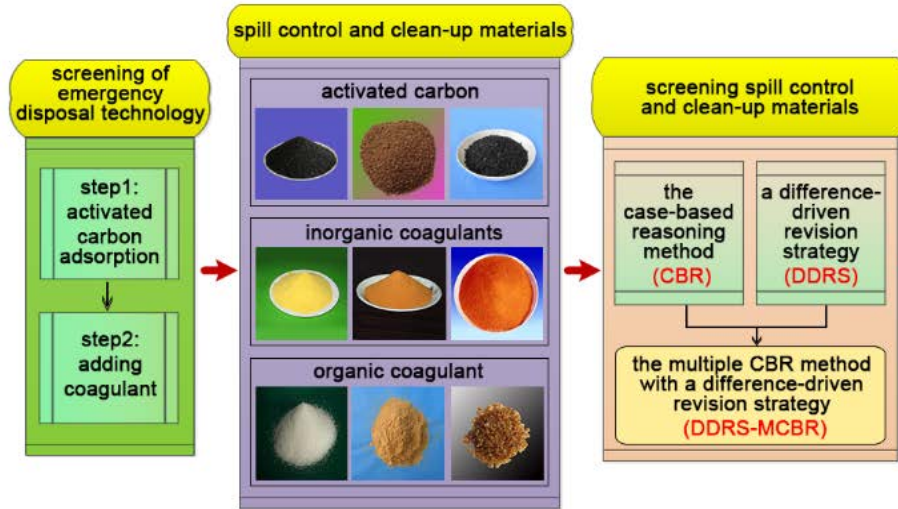 screening of
emergency
disposal technology
step1:
activated
carbon
adsorption
step2:
adding
coagulant
spill control and clean-up materials
activated carbon
inorganic coagulants
organic coagulant
screening spill control
and clean-up materials
the
case-based
reasoning
method
(CBR)
a difference-
driven
revision
strategy
(DDRS)
the multiple CBR method
with a difference-driven
revision strategy
(DDRS-MCBR)